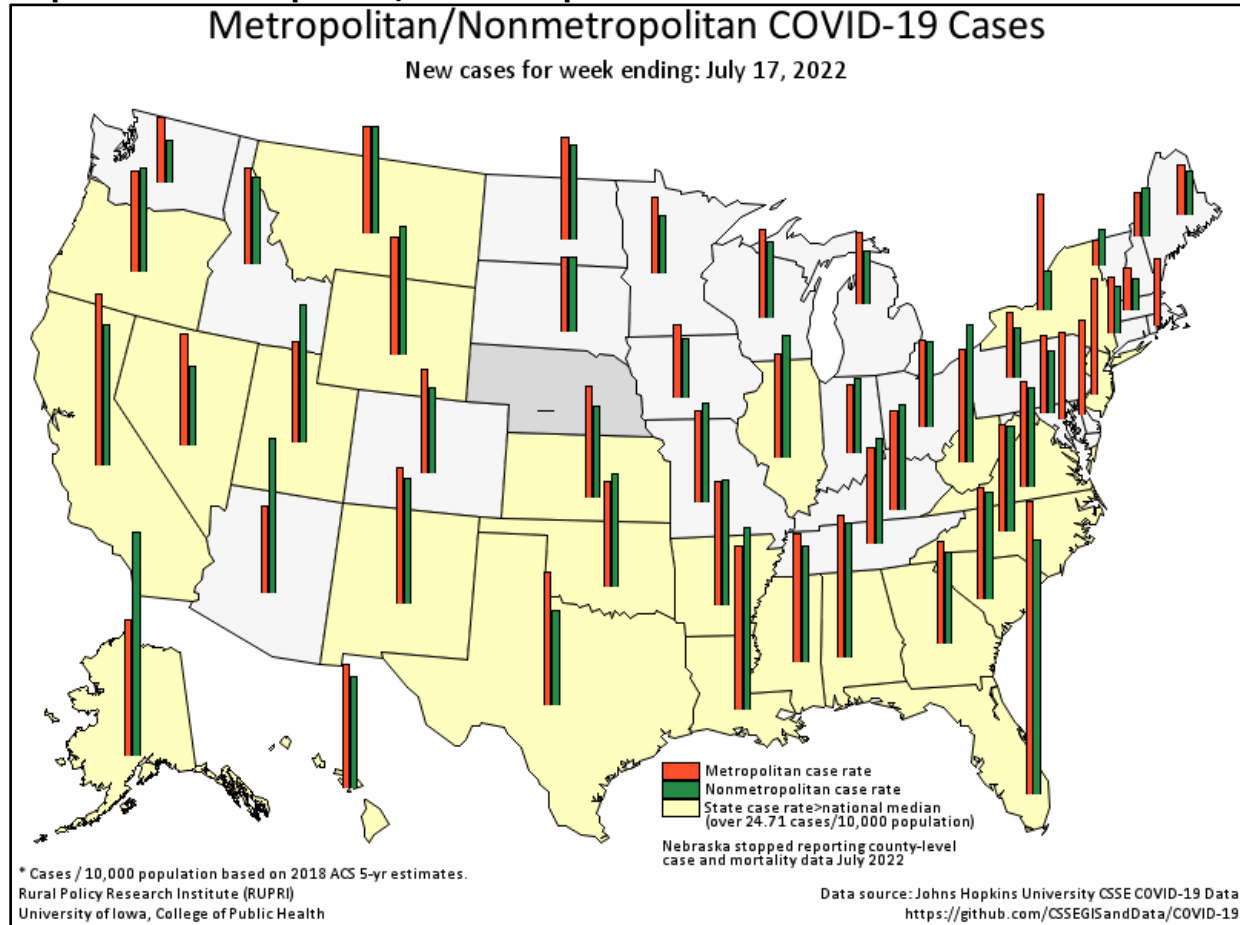 Metropolitan/Nonmetropolitan COVID-19 Cases
New cases for week ending: July 17, 2022
Metropolitan case rate
Nonmetropolitan case rate
State case rate>national median
(over 24.71 cases/10,000 population)
Nebraska stopped reporting county-level
case and mortality data July 2022
* Cases / 10,000 population based on 2018 ACS 5-yr estimates.
Rural Policy Research Institute (RUPRI)
University of Iowa, College of Public Health
Data source: Johns Hopkins University CSSE COVID-19 Data
https://github.com/CSSEGISandData/COVID-19